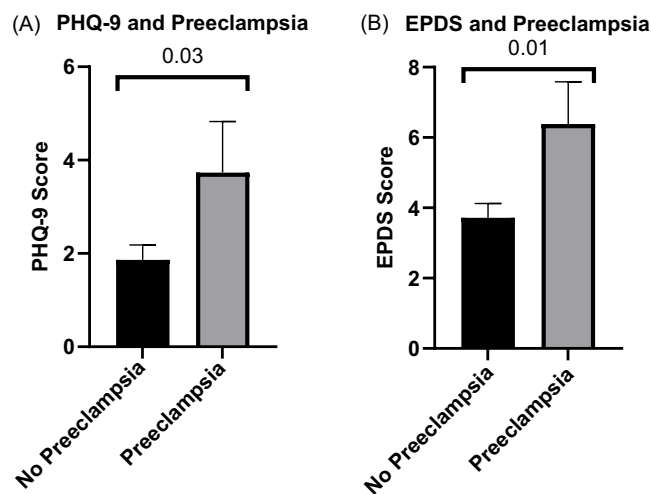 (A) PHQ-9 and Preeclampsia
0.03
6
4
2
0
PHQ-9 Score
No Preeclampsia
Preeclampsia
(B) EPDS and Preeclampsia
0.01
8
6
4
2
0
EPDS Score
No Preeclampsia
Preeclampsia